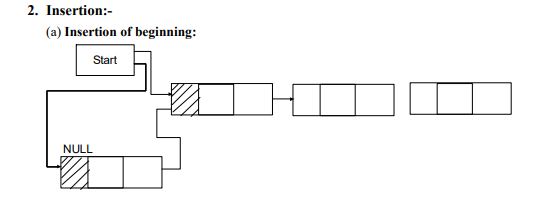 2. Insertion:-
(a) Insertion of beginning:
Start
NULL